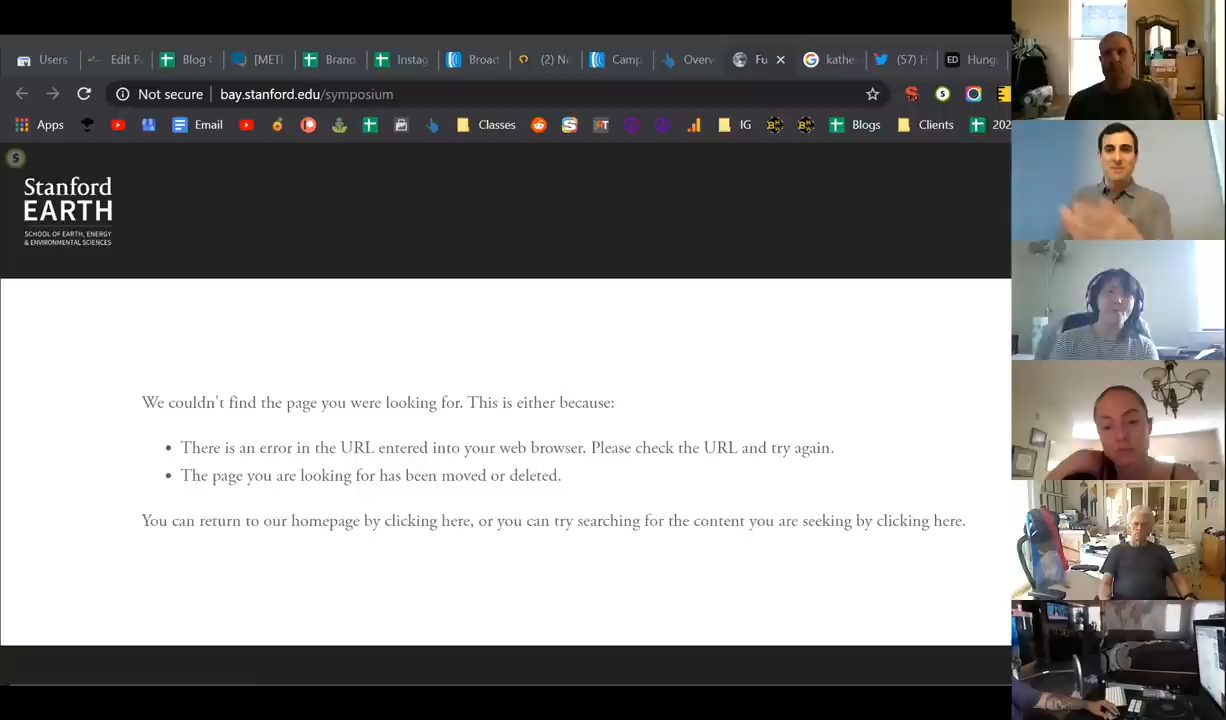 Users
Edit P
Blog (
[METI
Brand
Instag
Broad
(2) Ne
Camp
Overv
Fu
kathe
(57) H
ED
Hung
Not secure
bay.stanford.edu/symposium
Apps
Email
Classes
IG
Blogs
Clients
202
S
Stanford
EARTH
SCHOOL OF EARTH, ENERGY
& ENVIRONMENTAL SCIENCES
We couldn't find the page you were looking for. This is either because:
• There is an error in the URL entered into your web browser. Please check the URL and try again.
• The page you are looking for has been moved or deleted.
You can return to our homepage by clicking here, or you can try searching for the content you are seeking by clicking here.